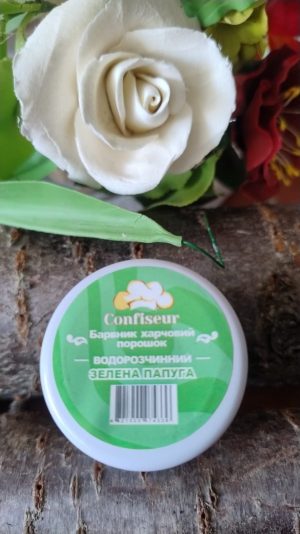 Confiseur
Барвник харчовий
порошок
ВОДОРОЗЧИННИЙ
ЗЕЛЕНА ПАПУГА